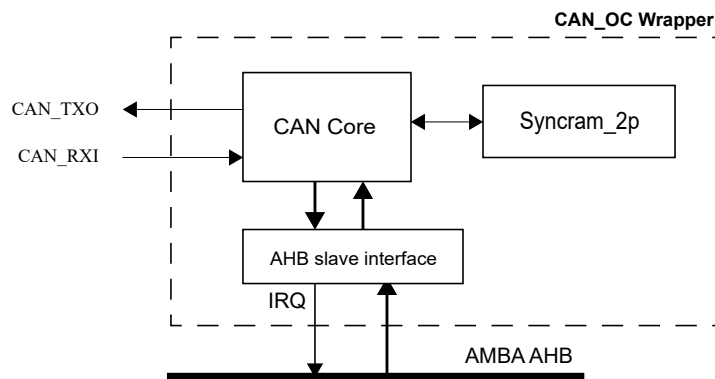 CAN_OC Wrapper
CAN_TXO
CAN Core
Syncram_2p
CAN_RXI
AHB slave interface
IRQ
AMBA AHB